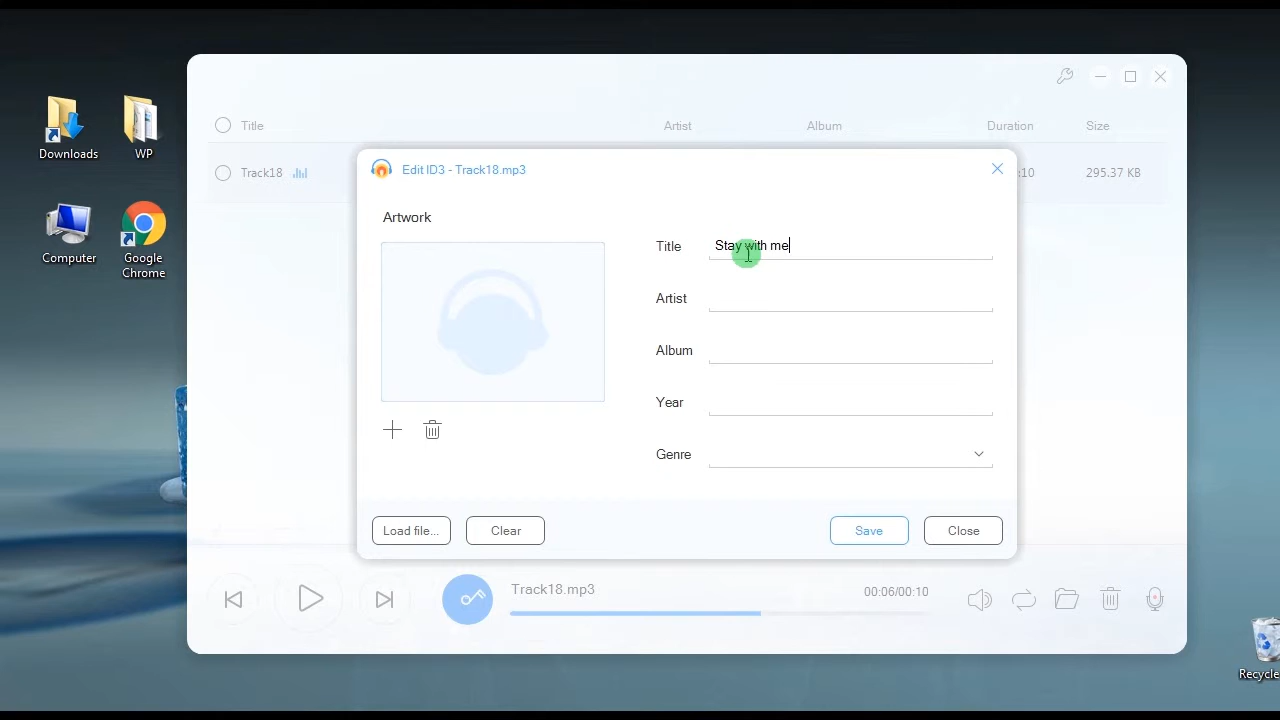 Downloads
WP
Computer
Google
Chrome
Title
Artist
Album
Duration
Size
Track18
:10
295.37 KB
Edit ID3 - Track18.mp3
Artwork
Title
Stay with me
Artist
Album
Year
Genre
Load file...
Clear
Save
Close
Track18.mp3
00:06/00:10
Recycle